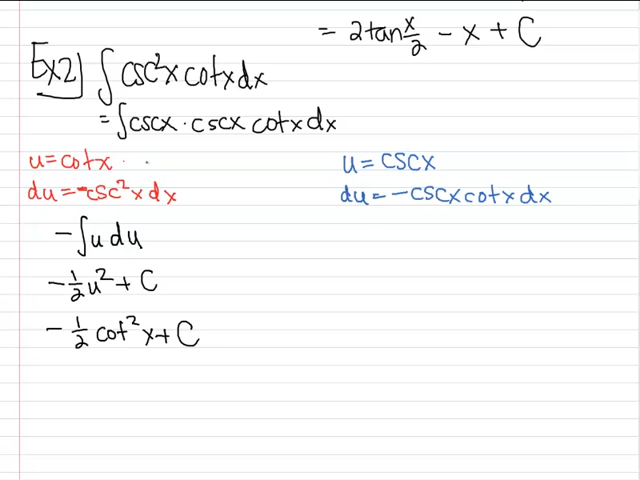 = 2tan x/2 - x + C
Ex2] ∫ csc²x cotx dx
= ∫ cscx · cscx cotx dx
u = cotx
du = -csc²x dx
- ∫ u du
- 1/2 u² + C
- 1/2 cot²x + C
u = cscx
du = -cscx cotx dx